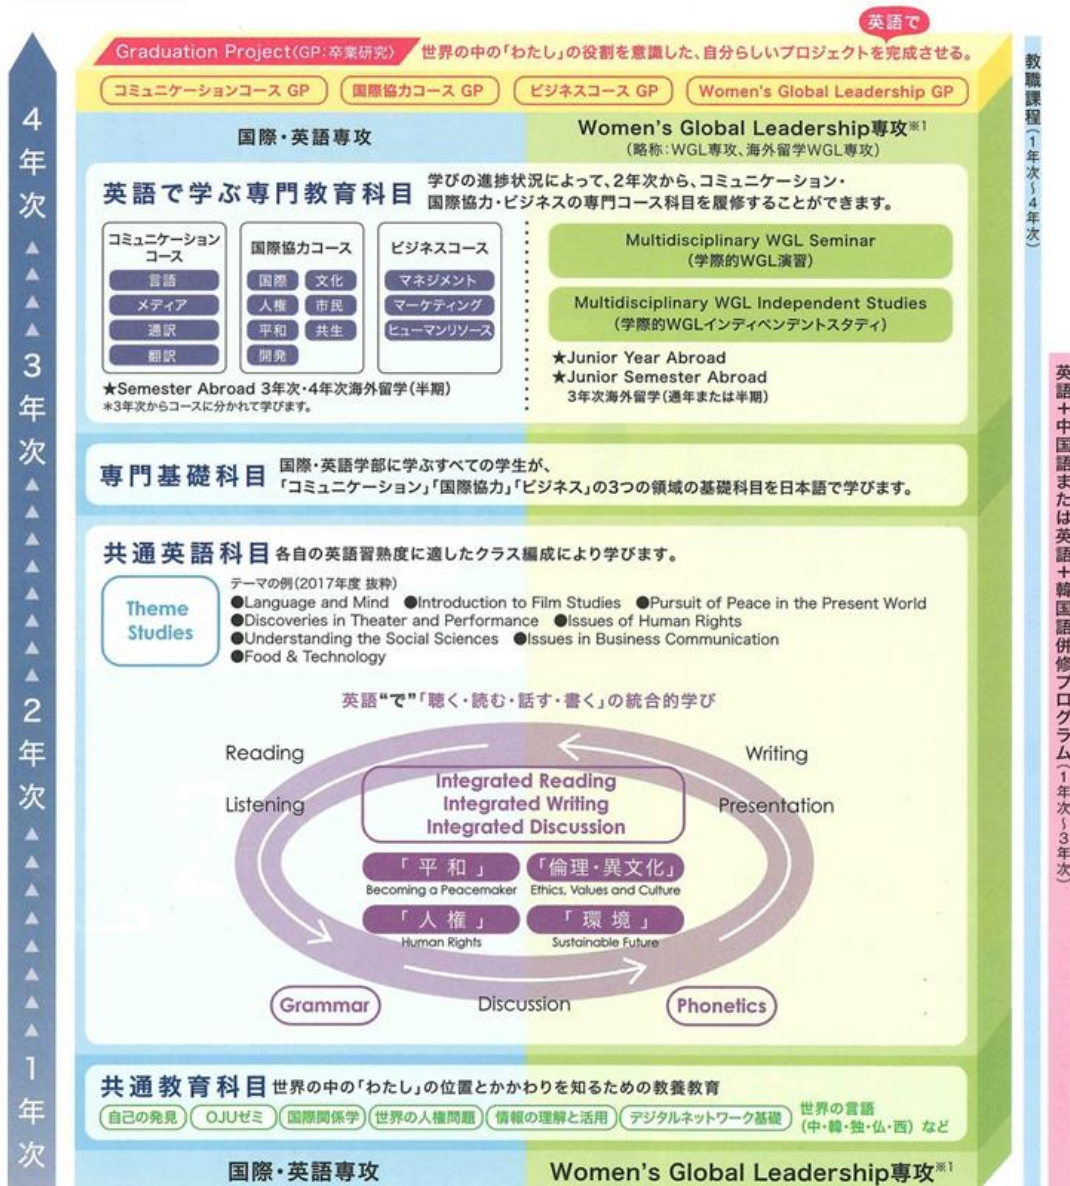 英語で
Graduation Project〈GP:卒業研究〉 世界の中の「わたし」の役割を意識した、自分らしいプロジェクトを完成させる。
コミュニケーションコース GP 国際協力コース GP ビジネスコース GP Women's Global Leadership GP
国際・英語専攻
Women's Global Leadership専攻※1
(略称:WGL専攻、海外留学WGL専攻)
英語で学ぶ専門教育科目
学びの進捗状況によって、2年次から、コミュニケーション・
国際協力・ビジネスの専門コース科目を履修することができます。
コミュニケーション
コース
言語
メディア
通訳
翻訳
国際協力コース
国際 文化
人権 市民
平和 共生
開発
ビジネスコース
マネジメント
マーケティング
ヒューマンリソース
★Semester Abroad 3年次・4年次海外留学(半期)
*3年次からコースに分かれて学びます。
Multidisciplinary WGL Seminar
(学際的WGL演習)
Multidisciplinary WGL Independent Studies
(学際的WGLインディペンデントスタディ)
★Junior Year Abroad
★Junior Semester Abroad
3年次海外留学(通年または半期)
専門基礎科目
国際・英語学部に学ぶすべての学生が、
「コミュニケーション」「国際協力」「ビジネス」の3つの領域の基礎科目を日本語で学びます。
共通英語科目 各自の英語習熟度に適したクラス編成により学びます。
Theme
Studies
テーマの例(2017年度 抜粋)
●Language and Mind ●Introduction to Film Studies ●Pursuit of Peace in the Present World
●Discoveries in Theater and Performance ●Issues of Human Rights
●Understanding the Social Sciences ●Issues in Business Communication
●Food & Technology
英語"で"「聴く・読む・話す・書く」の統合的学び
Reading
Writing
Listening
Presentation
Integrated Reading
Integrated Writing
Integrated Discussion
「平和」 「倫理・異文化」
Becoming a Peacemaker Ethics, Values and Culture
「人権」 「環境」
Human Rights Sustainable Future
Grammar Discussion Phonetics
共通教育科目 世界の中の「わたし」の位置とかかわりを知るための教養教育
自己の発見 OJUゼミ 国際関係学 世界の人権問題 情報の理解と活用 デジタルネットワーク基礎
世界の言語
(中・韓・独・仏・西) など
国際・英語専攻 Women's Global Leadership専攻※1
4年次
▲▲▲▲
3年次
▲▲▲▲▲▲▲▲
2年次
▲▲▲▲▲▲▲▲
1年次
教職課程(1年次~4年次)
英語+中国語または英語+韓国語併修プログラム(1年次~3年次)